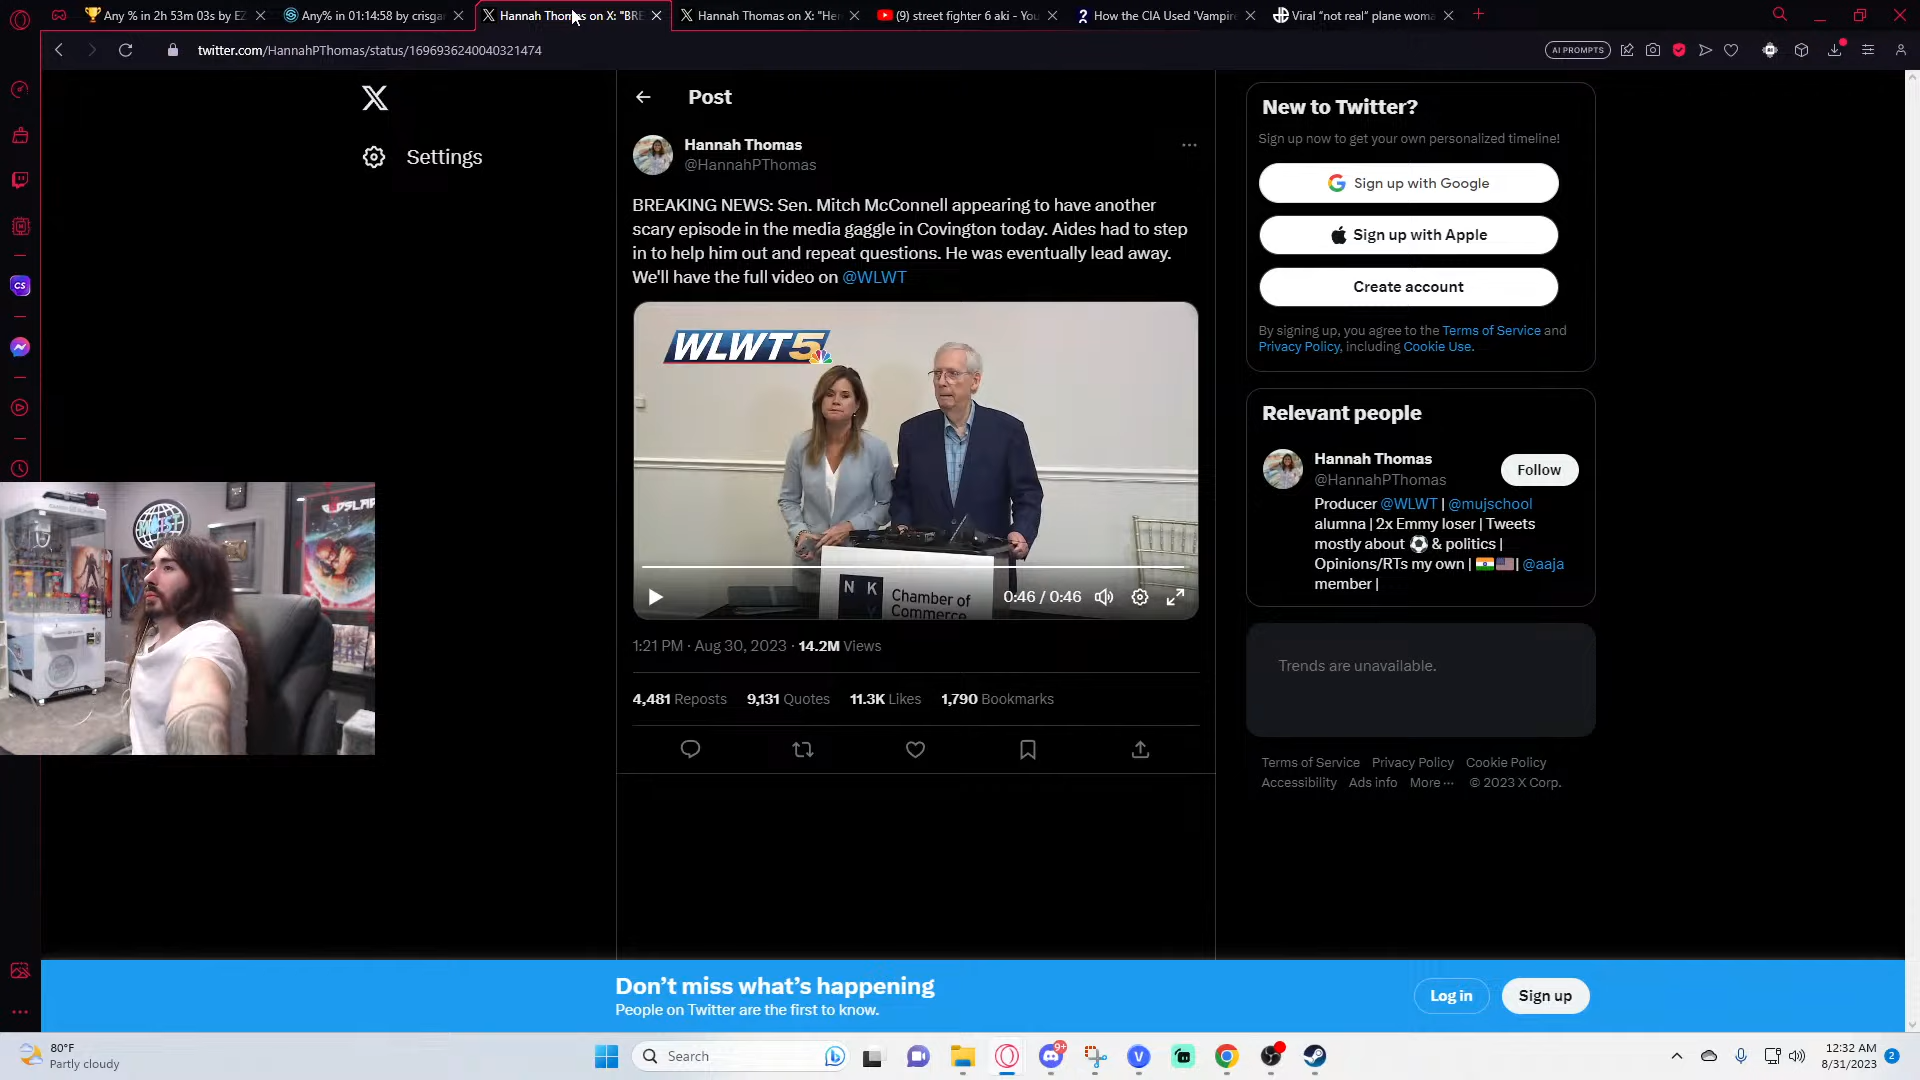 Any % in 2h 53m 03s by EZ
Any% in 01:14:58 by crisgar
Hannah Thomas on X: "BRE
Hannah Thomas on X: "Her
(9) street fighter 6 aki - You
How the CIA Used 'Vampire
Viral "not real" plane woma
twitter.com/HannahPThomas/status/1696936240040321474
AI PROMPTS
X
Settings
Post
Hannah Thomas
@HannahPThomas
BREAKING NEWS: Sen. Mitch McConnell appearing to have another
scary episode in the media gaggle in Covington today. Aides had to step
in to help him out and repeat questions. He was eventually lead away.
We'll have the full video on @WLWT
WLWT5
N K
Chamber of
Commerce
0:46 / 0:46
1:21 PM · Aug 30, 2023 · 14.2M Views
4,481 Reposts 9,131 Quotes 11.3K Likes 1,790 Bookmarks
New to Twitter?
Sign up now to get your own personalized timeline!
Sign up with Google
Sign up with Apple
Create account
By signing up, you agree to the Terms of Service and
Privacy Policy, including Cookie Use.
Relevant people
Hannah Thomas
@HannahPThomas
Follow
Producer @WLWT | @mujschool
alumna | 2x Emmy loser | Tweets
mostly about ⚽ & politics |
Opinions/RTs my own | 🇮🇳🇺🇸| @aaja
member |
Trends are unavailable.
Terms of Service Privacy Policy Cookie Policy
Accessibility Ads info More ··· © 2023 X Corp.
CS
MOIST
Don't miss what's happening
People on Twitter are the first to know.
Log in
Sign up
80°F
Partly cloudy
Search
9+
12:32 AM
8/31/2023
2